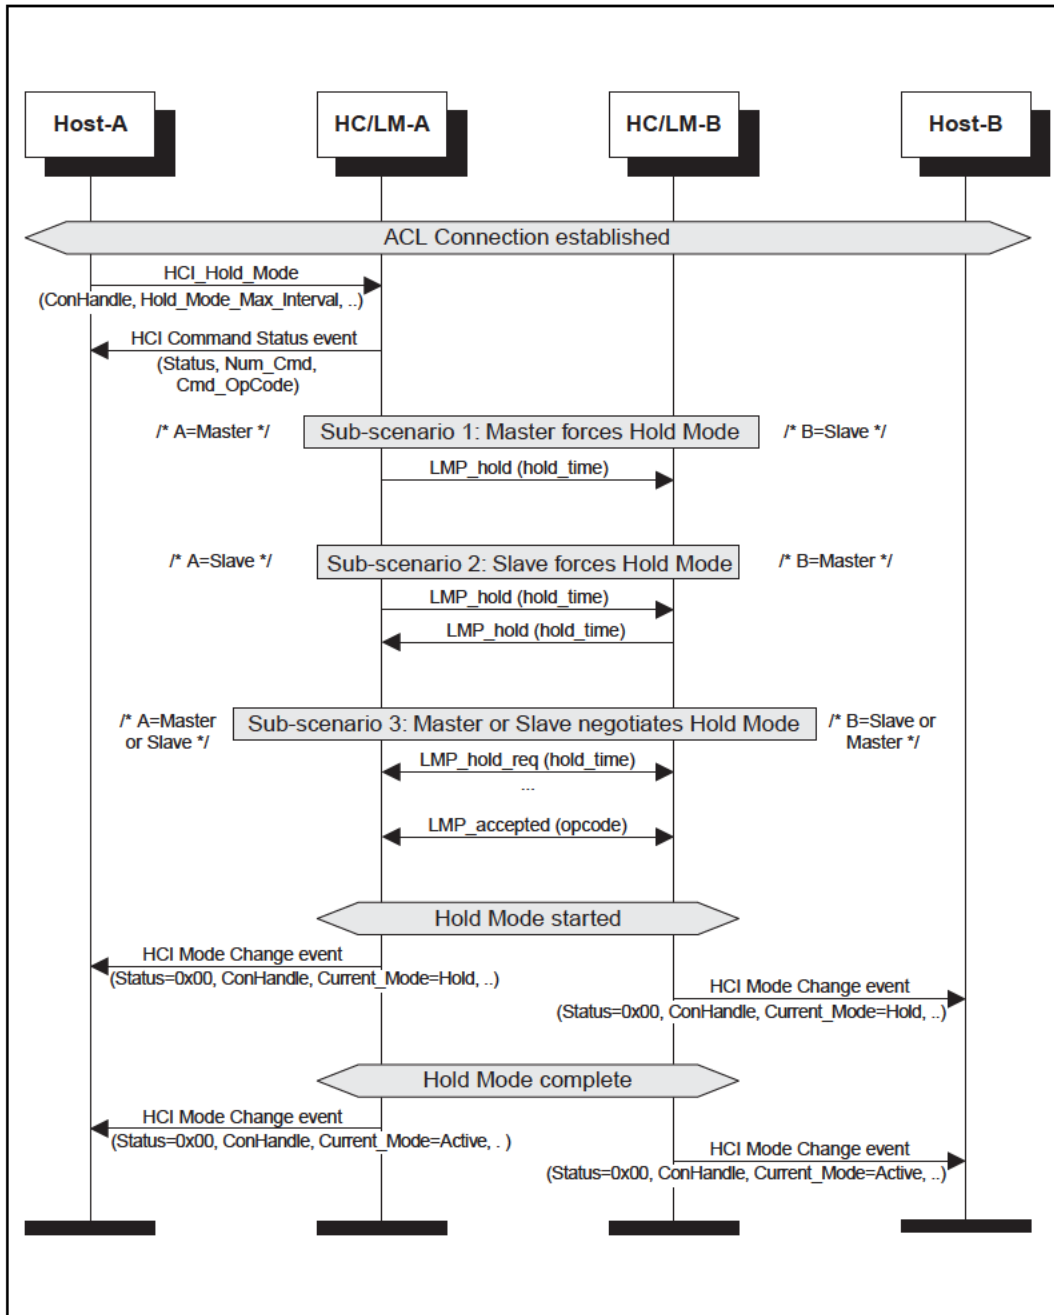 Host-A
HC/LM-A
HC/LM-B
Host-B
ACL Connection established
HCI_Hold_Mode
(ConHandle, Hold_Mode_Max_Interval, ..)
HCI Command Status event
(Status, Num_Cmd,
Cmd_OpCode)
/* A=Master */
Sub-scenario 1: Master forces Hold Mode
/* B=Slave */
LMP_hold (hold_time)
/* A=Slave */
Sub-scenario 2: Slave forces Hold Mode
/* B=Master */
LMP_hold (hold_time)
LMP_hold (hold_time)
/* A=Master
or Slave */
Sub-scenario 3: Master or Slave negotiates Hold Mode
/* B=Slave or
Master */
LMP_hold_req (hold_time)
...
LMP_accepted (opcode)
Hold Mode started
HCI Mode Change event
(Status=0x00, ConHandle, Current_Mode=Hold, ..)
HCI Mode Change event
(Status=0x00, ConHandle, Current_Mode=Hold, ..)
Hold Mode complete
HCI Mode Change event
(Status=0x00, ConHandle, Current_Mode=Active, . )
HCI Mode Change event
(Status=0x00, ConHandle, Current_Mode=Active, ..)